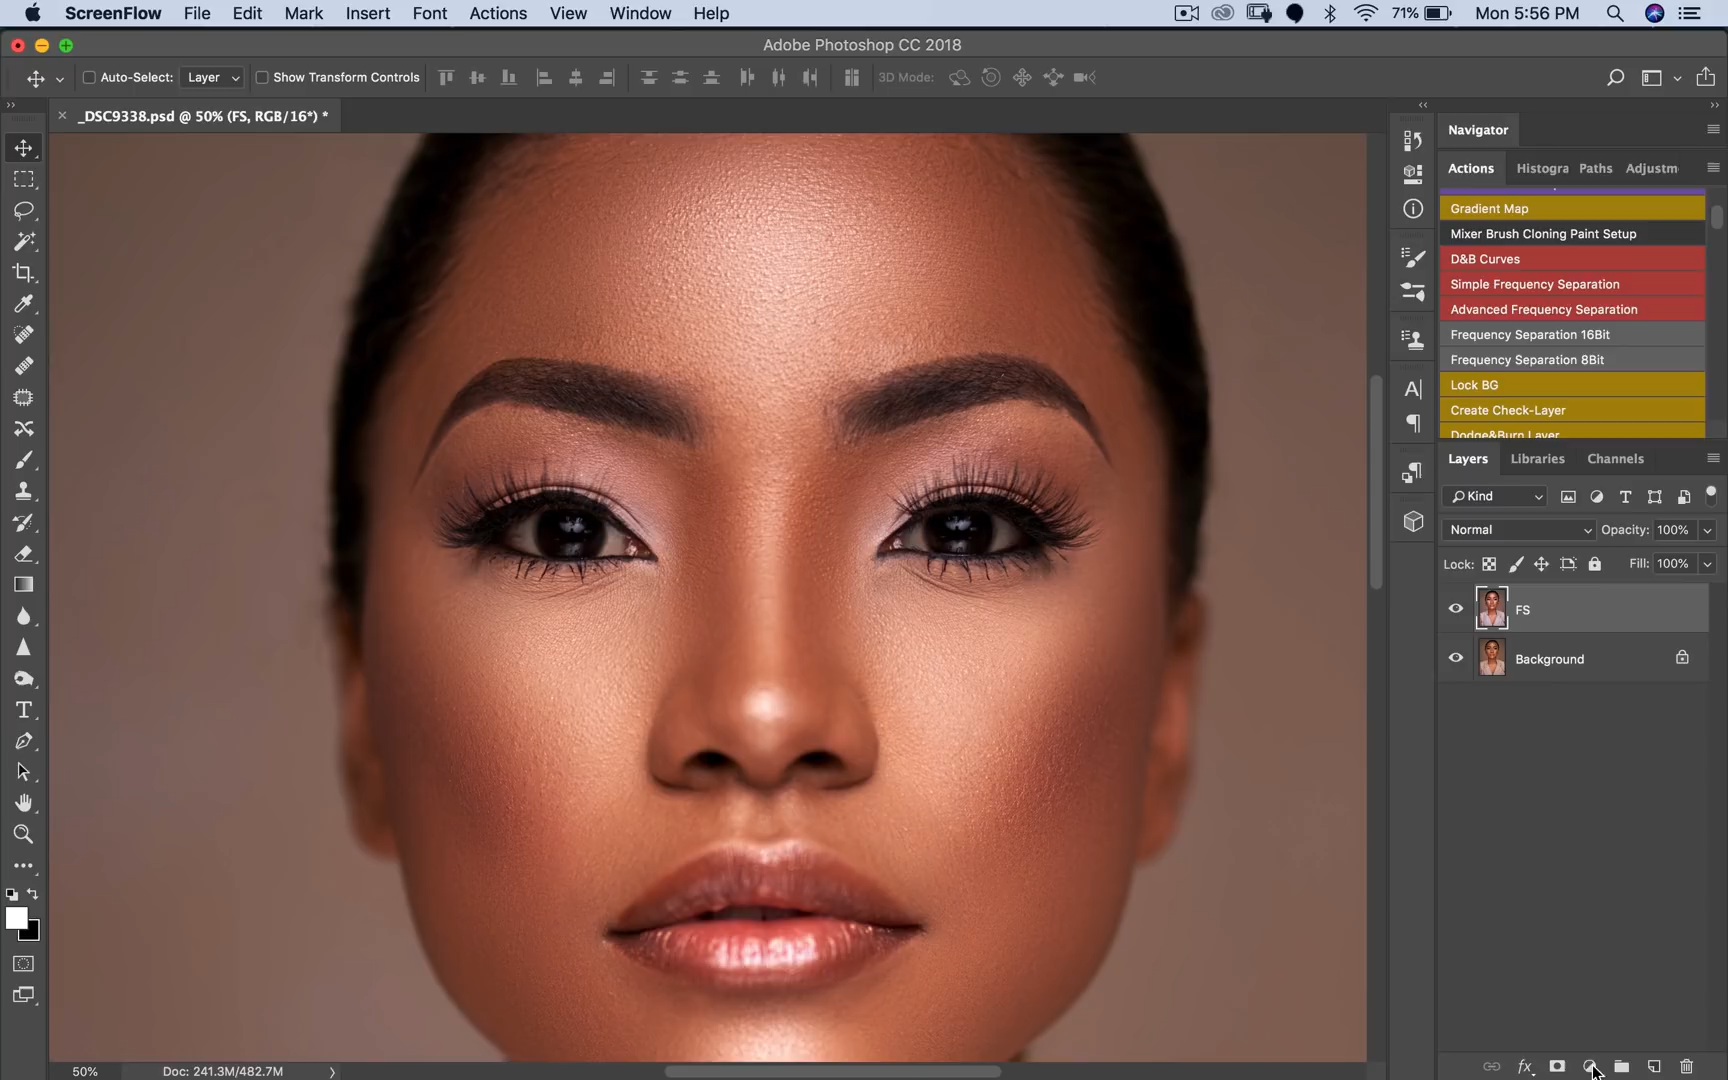 ScreenFlow File Edit Mark Insert Font Actions View Window Help 71% Mon 5:56 PM
Adobe Photoshop CC 2018
Auto-Select: Layer Show Transform Controls 3D Mode:
_DSC9338.psd @ 50% (FS, RGB/16*) *
Navigator
Actions Histogra Paths Adjustm
Gradient Map
Mixer Brush Cloning Paint Setup
D&B Curves
Simple Frequency Separation
Advanced Frequency Separation
Frequency Separation 16Bit
Frequency Separation 8Bit
Lock BG
Create Check-Layer
Dodge&Burn Layer
Layers Libraries Channels
Kind
Normal Opacity: 100%
Lock: Fill: 100%
FS
Background
50% Doc: 241.3M/482.7M